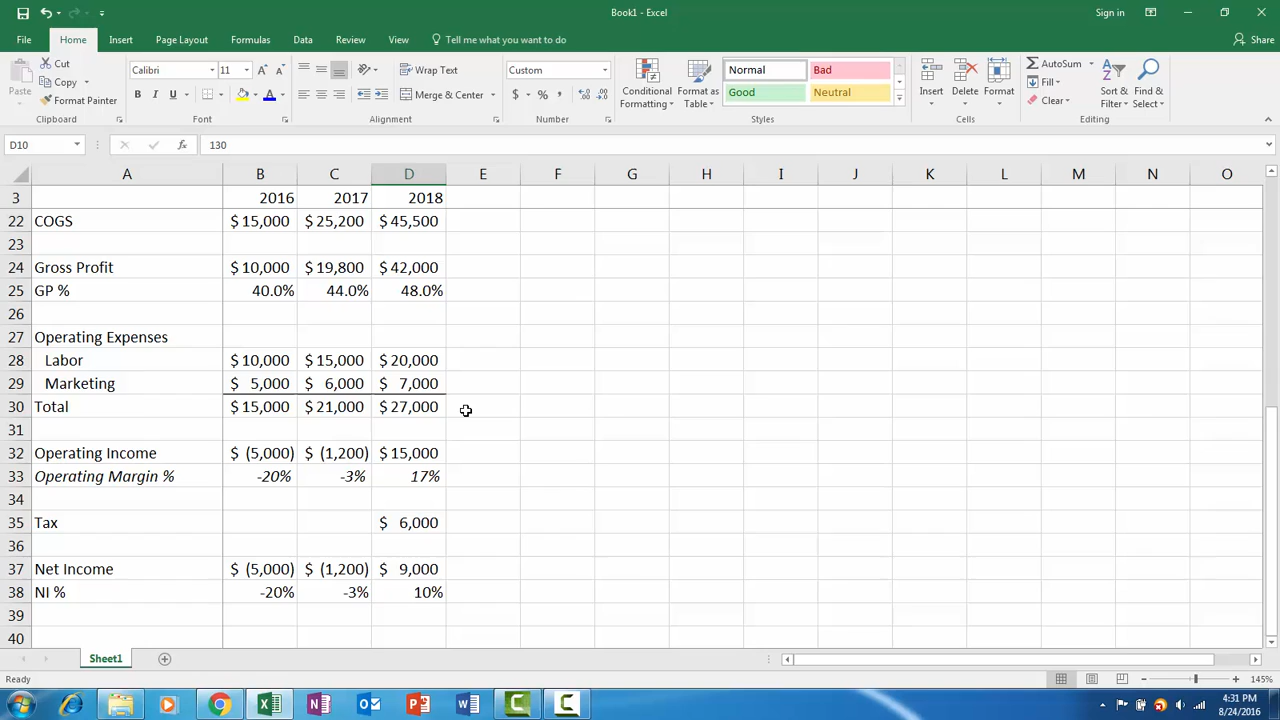 Book1 - Excel
Sign in
File Home Insert Page Layout Formulas Data Review View Tell me what you want to do Share
Paste Cut Copy Format Painter
Calibri 11 B I U A
Wrap Text Merge & Center
Custom $ % ,
Conditional Formatting Format as Table
Normal Bad Good Neutral
Insert Delete Format
AutoSum Fill Clear Sort & Filter Find & Select
Clipboard Font Alignment Number Styles Cells Editing
D10 fx 130
A B C D E F G H I J K L M N O
3 2016 2017 2018
22 COGS $ 15,000 $ 25,200 $ 45,500
23
24 Gross Profit $ 10,000 $ 19,800 $ 42,000
25 GP % 40.0% 44.0% 48.0%
26
27 Operating Expenses
28 Labor $ 10,000 $ 15,000 $ 20,000
29 Marketing $ 5,000 $ 6,000 $ 7,000
30 Total $ 15,000 $ 21,000 $ 27,000
31
32 Operating Income $ (5,000) $ (1,200) $ 15,000
33 Operating Margin % -20% -3% 17%
34
35 Tax $ 6,000
36
37 Net Income $ (5,000) $ (1,200) $ 9,000
38 NI % -20% -3% 10%
39
40
Sheet1
Ready 145%
4:31 PM
8/24/2016